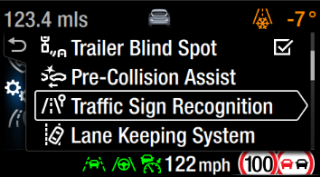 123.4 mls -7°
Trailer Blind Spot
Pre-Collision Assist
Traffic Sign Recognition
Lane Keeping System
122 mph 100